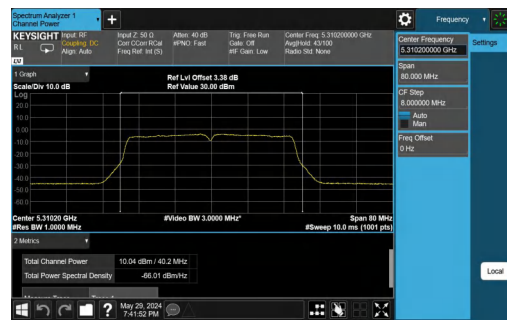 Spectrum Analyzer 1
Channel Power
Frequency
KEYSIGHT
RL
Input: RF
Coupling: DC
Align: Auto
Input Z: 50 Ω
Corr CCorr RCal
Freq Ref: Int (S)
Atten: 40 dB
#PNO: Fast
Trig: Free Run
Gate: Off
#IF Gain: Low
Center Freq: 5.310200000 GHz
Avg|Hold: 43/100
Radio Std: None
LXI
1 Graph
Scale/Div 10.0 dB
Ref Lvl Offset 3.38 dB
Ref Value 30.00 dBm
Log
20.0
10.0
0.00
-10.0
-20.0
-30.0
-40.0
-50.0
-60.0
Center 5.31020 GHz
#Res BW 1.0000 MHz
#Video BW 3.0000 MHz*
Span 80 MHz
#Sweep 10.0 ms (1001 pts)
2 Metrics
Total Channel Power 10.04 dBm / 40.2 MHz
Total Power Spectral Density -66.01 dBm/Hz
May 29, 2024
7:41:52 PM
Center Frequency
5.310200000 GHz
Settings
Span
80.000 MHz
CF Step
8.000000 MHz
Auto
Man
Freq Offset
0 Hz
Local